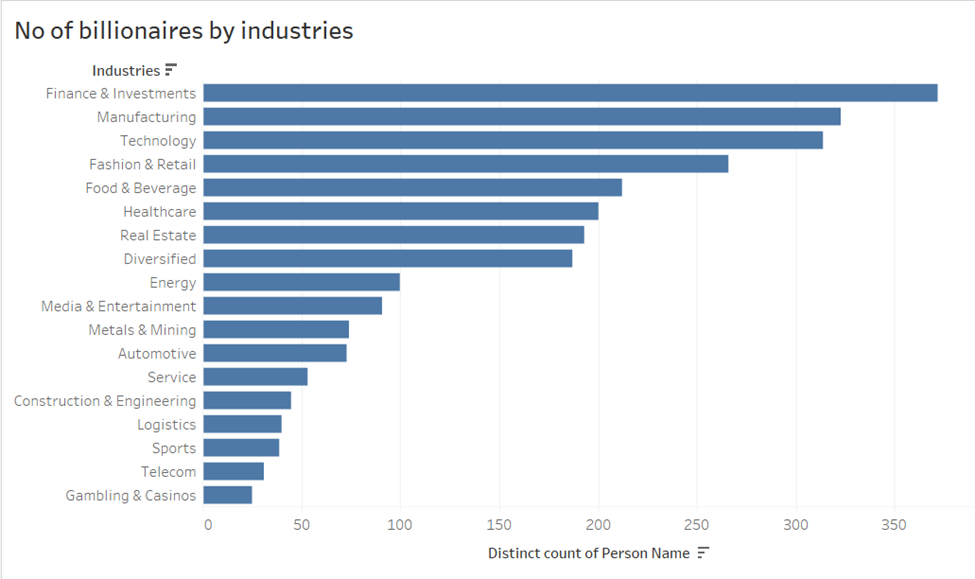 No of billionaires by industries
Industries
Finance & Investments
Manufacturing
Technology
Fashion & Retail
Food & Beverage
Healthcare
Real Estate
Diversified
Energy
Media & Entertainment
Metals & Mining
Automotive
Service
Construction & Engineering
Logistics
Sports
Telecom
Gambling & Casinos
0 50 100 150 200 250 300 350
Distinct count of Person Name